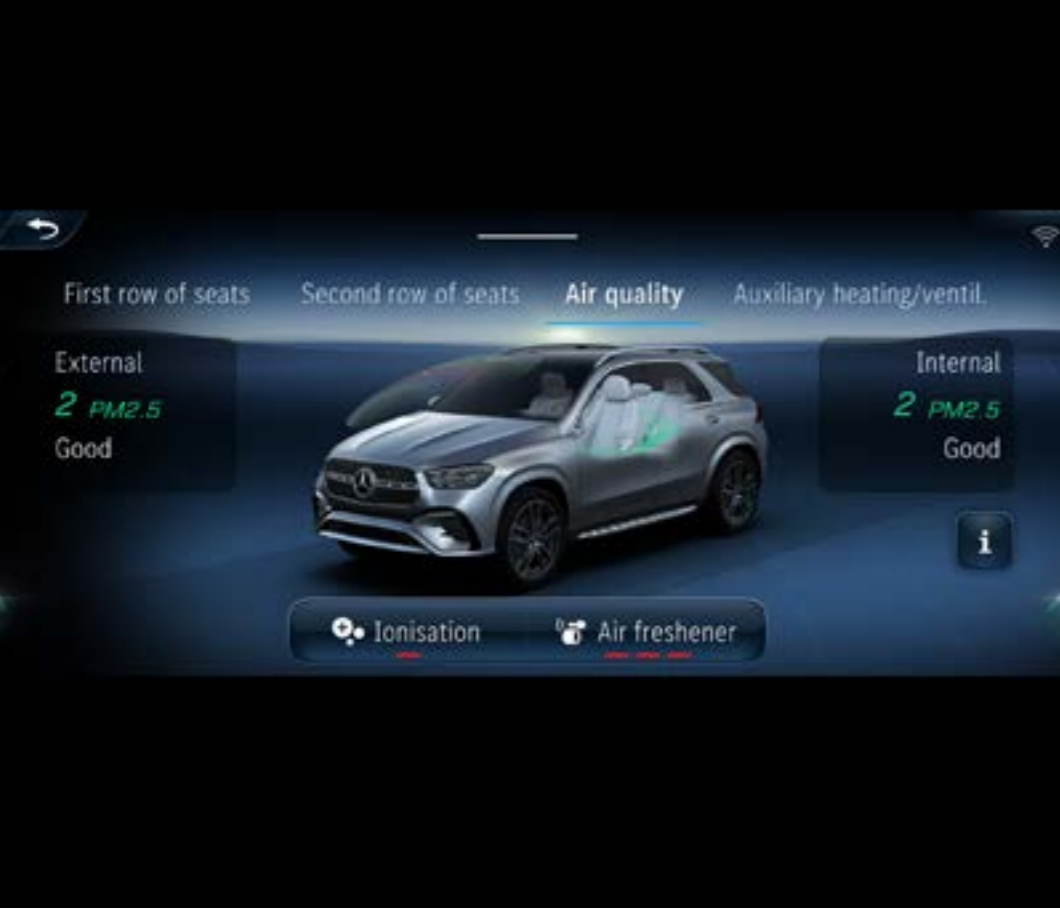 First row of seats Second row of seats Air quality Auxiliary heating/ventil.
External
2 PM2.5
Good
Internal
2 PM2.5
Good
i
Ionisation Air freshener